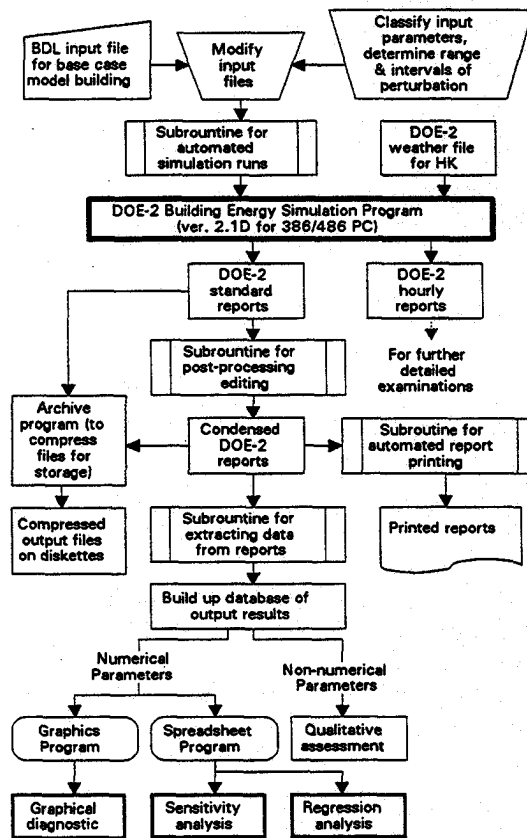 BDL input file
for base case
model building
Modify
input
files
Classify input
parameters,
determine range
& intervals of
perturbation
Subrountine for
automated
simulation runs
DOE-2
weather file
for HK
DOE-2 Building Energy Simulation Program
(ver. 2.1D for 386/486 PC)
DOE-2
standard
reports
DOE-2
hourly
reports
Subrountine for
post-processing
editing
For further
detailed
examinations
Archive
program (to
compress
files for
storage)
Condensed
DOE-2
reports
Subroutine for
automated report
printing
Compressed
output files
on diskettes
Subroutine for
extracting data
from reports
Printed reports
Build up database of
output results
Numerical
Parameters
Non-numerical
Parameters
Graphics
Program
Spreadsheet
Program
Qualitative
assessment
Graphical
diagnostic
Sensitivity
analysis
Regression
analysis